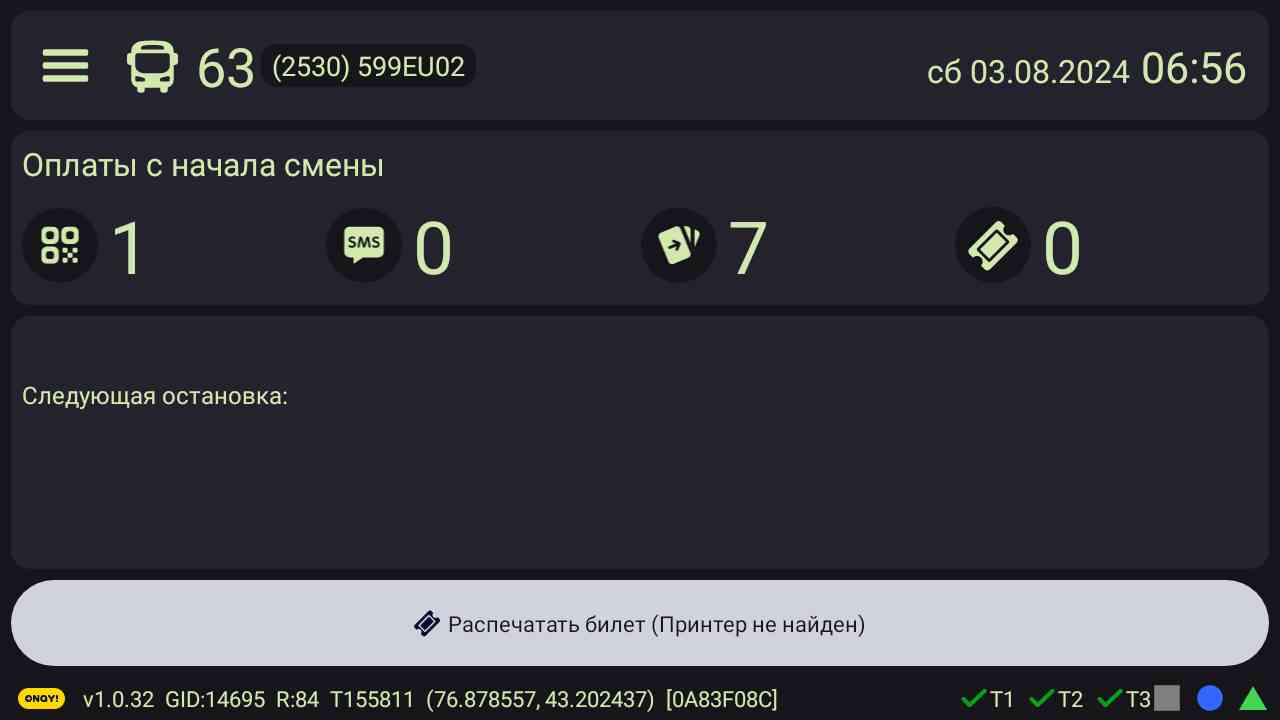 63 (2530) 599EU02 сб 03.08.2024 06:56
Оплаты с начала смены
1 SMS 0 7 0
Следующая остановка:
Распечатать билет (Принтер не найден)
ONAY! v1.0.32 GID:14695 R:84 T155811 (76.878557, 43.202437) [0A83F08C] T1 T2 T3